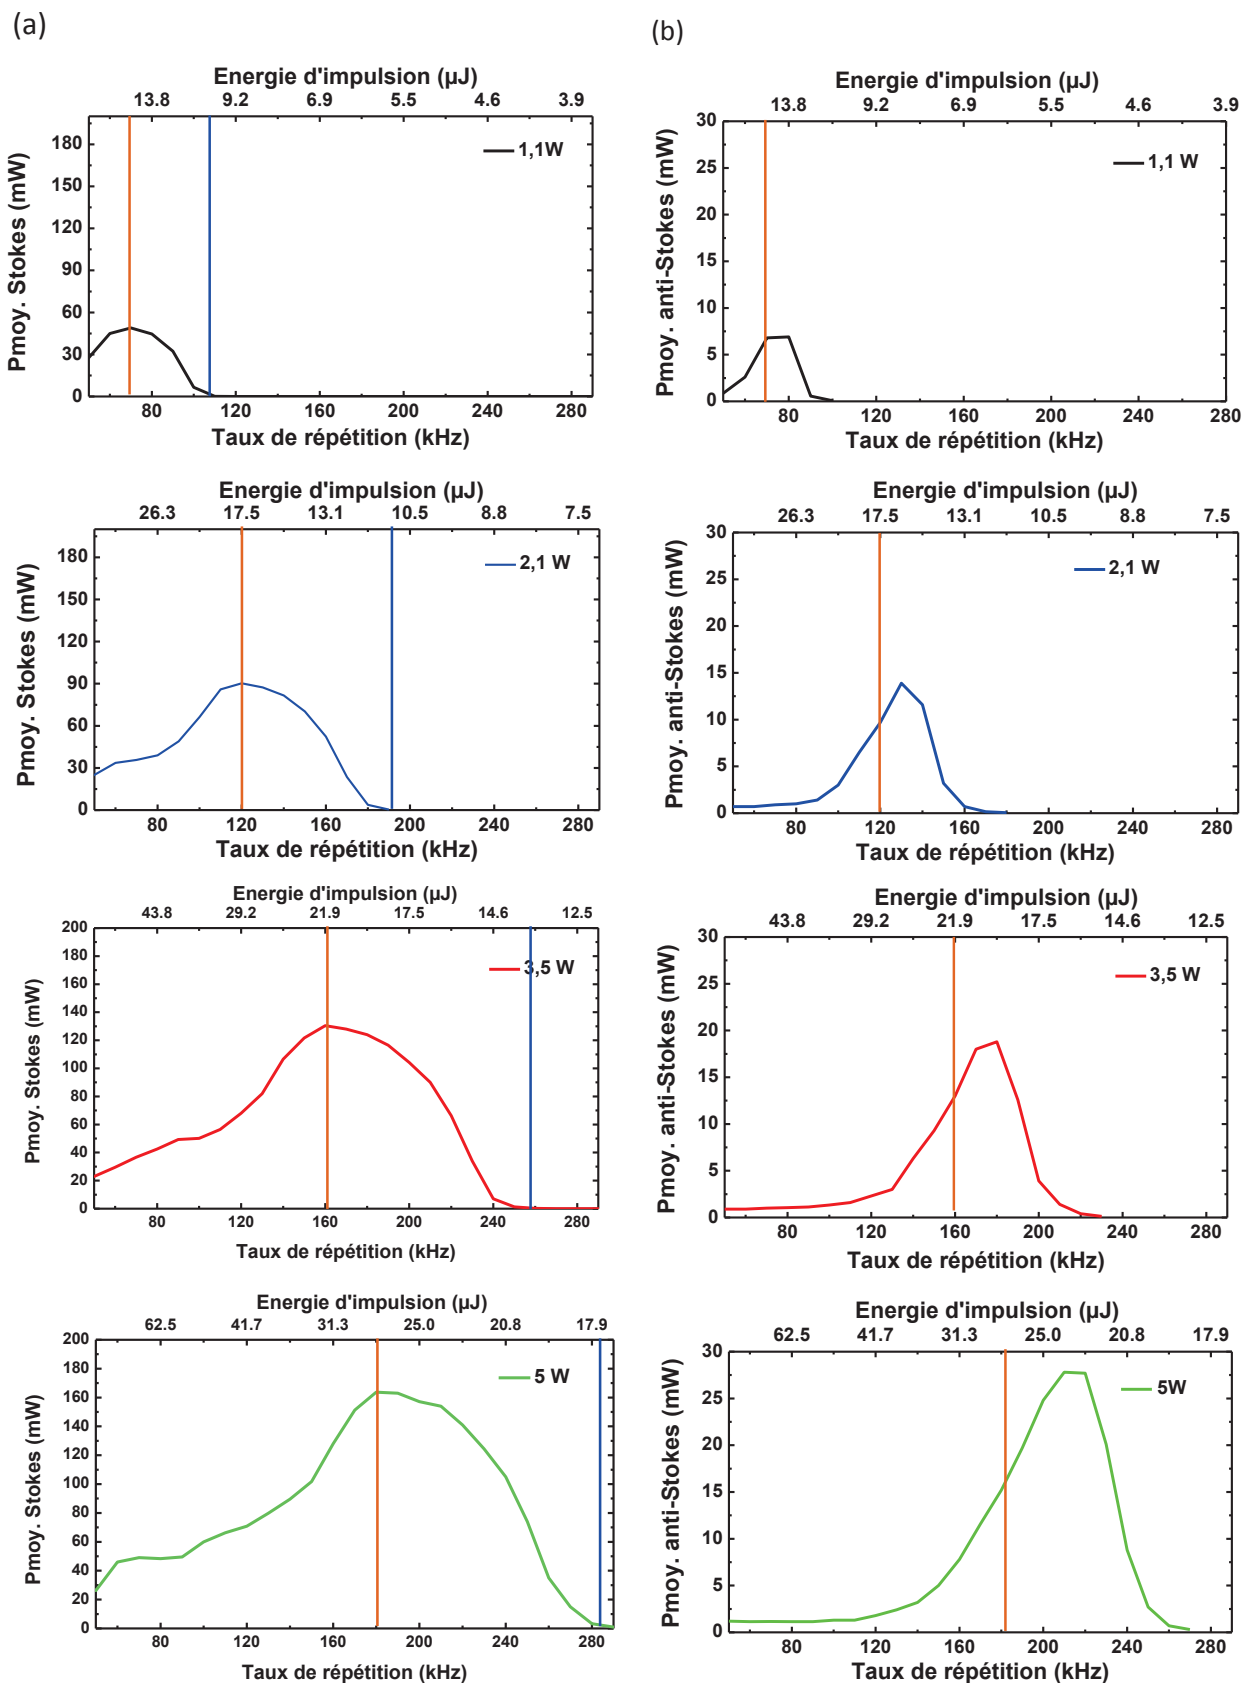 (a)
Energie d'impulsion (µJ)
13.8 9.2 6.9 5.5 4.6 3.9
Pmoy. Stokes (mW)
180
150
120
90
60
30
0
1,1W
80 120 160 200 240 280
Taux de répétition (kHz)
(b)
Energie d'impulsion (µJ)
13.8 9.2 6.9 5.5 4.6 3.9
Pmoy. anti-Stokes (mW)
30
25
20
15
10
5
0
1,1 W
80 120 160 200 240 280
Taux de répétition (kHz)
Energie d'impulsion (µJ)
26.3 17.5 13.1 10.5 8.8 7.5
Pmoy. Stokes (mW)
180
150
120
90
60
30
0
2,1 W
80 120 160 200 240 280
Taux de répétition (kHz)
Energie d'impulsion (µJ)
26.3 17.5 13.1 10.5 8.8 7.5
Pmoy. anti-Stokes (mW)
30
25
20
15
10
5
0
2,1 W
80 120 160 200 240 280
Taux de répétition (kHz)
Energie d'impulsion (µJ)
43.8 29.2 21.9 17.5 14.6 12.5
Pmoy. Stokes (mW)
200
180
160
140
120
100
80
60
40
20
0
3,5 W
80 120 160 200 240 280
Taux de répétition (kHz)
Energie d'impulsion (µJ)
43.8 29.2 21.9 17.5 14.6 12.5
Pmoy. anti-Stokes (mW)
30
25
20
15
10
5
0
3,5 W
80 120 160 200 240 280
Taux de répétition (kHz)
Energie d'impulsion (µJ)
62.5 41.7 31.3 25.0 20.8 17.9
Pmoy. Stokes (mW)
200
180
160
140
120
100
80
60
40
20
0
5 W
80 120 160 200 240 280
Taux de répétition (kHz)
Energie d'impulsion (µJ)
62.5 41.7 31.3 25.0 20.8 17.9
Pmoy. anti-Stokes (mW)
30
25
20
15
10
5
0
5W
80 120 160 200 240 280
Taux de répétition (kHz)